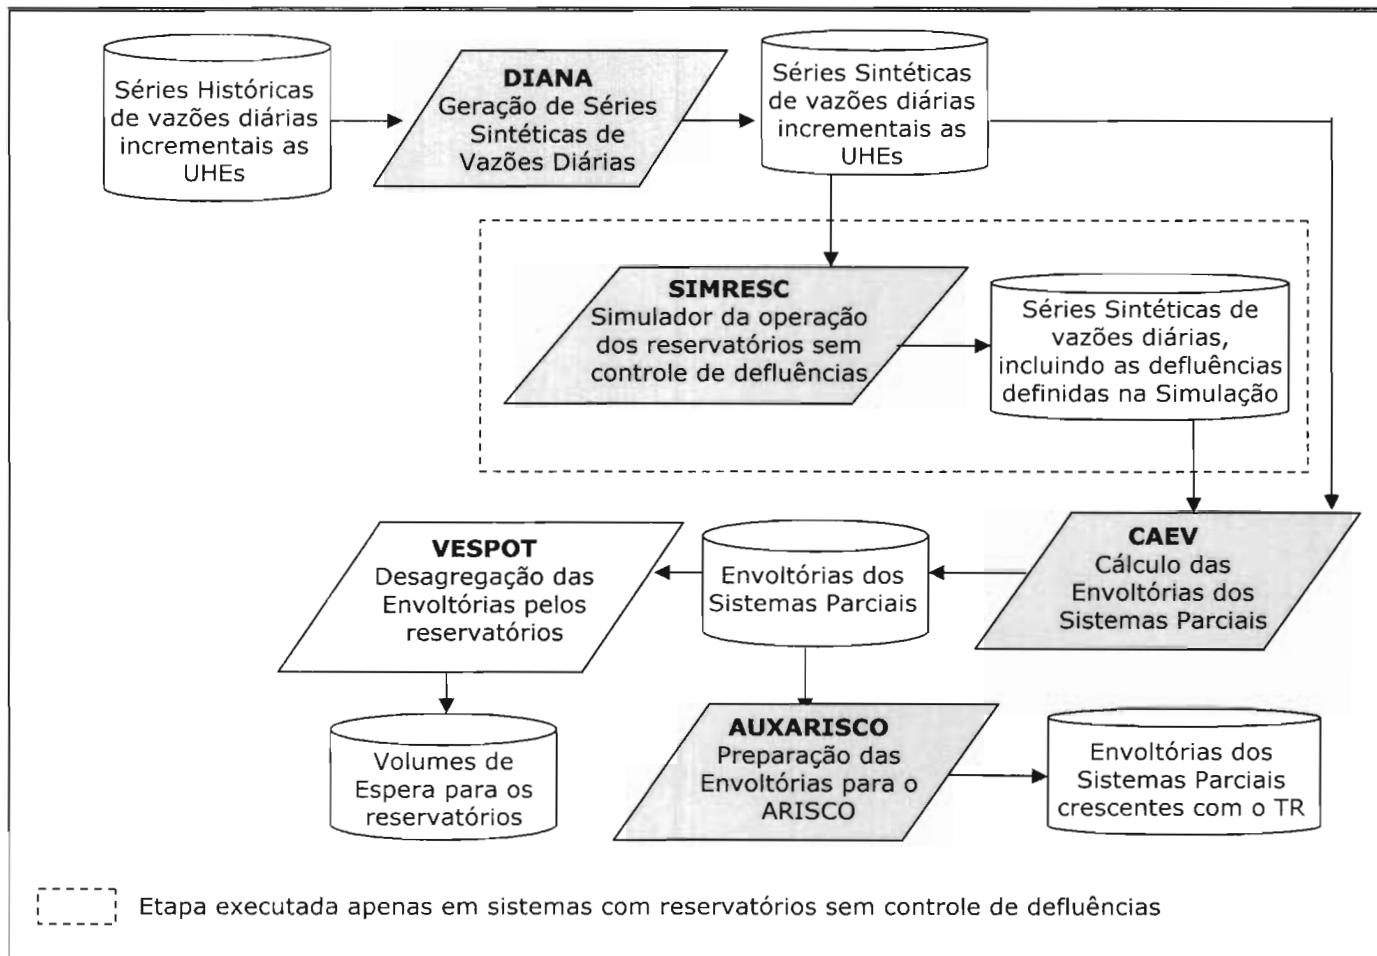 Séries Históricas
de vazões diárias
incrementais as
UHEs
DIANA
Geração de Séries
Sintéticas de
Vazões Diárias
Séries Sintéticas
de vazões diárias
incrementais as
UHEs
SIMRESC
Simulador da operação
dos reservatórios sem
controle de defluências
Séries Sintéticas de
vazões diárias,
incluindo as defluências
definidas na Simulação
VESPOT
Desagregação das
Envoltórias pelos
reservatórios
Envoltórias dos
Sistemas Parciais
CAEV
Cálculo das
Envoltórias dos
Sistemas Parciais
Volumes de
Espera para os
reservatórios
AUXARISCO
Preparação das
Envoltórias para o
ARISCO
Envoltórias dos
Sistemas Parciais
crescentes com o TR
Etapa executada apenas em sistemas com reservatórios sem controle de defluências